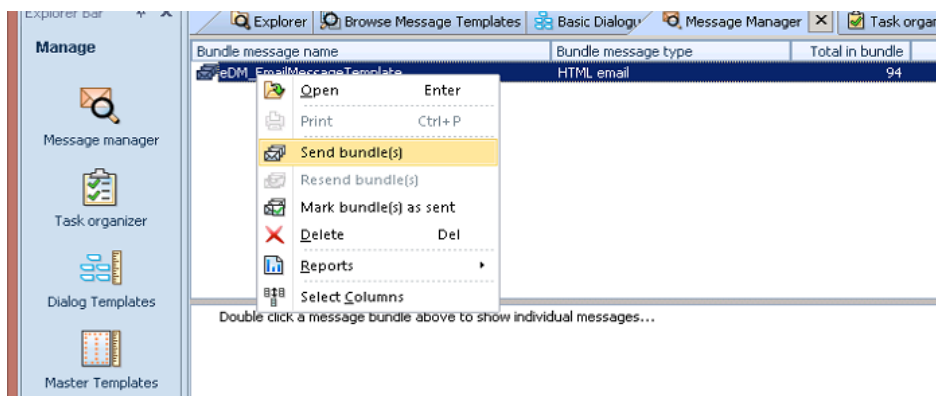 Explorer Bar
Explorer Browse Message Templates Basic Dialogu Message Manager Task organ
Manage
Bundle message name Bundle message type Total in bundle
eDM_EmailMessageTemplate HTML email 94
Open Enter
Print Ctrl+P
Message manager
Send bundle(s)
Resend bundle(s)
Mark bundle(s) as sent
Task organizer
Delete Del
Reports
Select Columns
Dialog Templates
Double click a message bundle above to show individual messages...
Master Templates